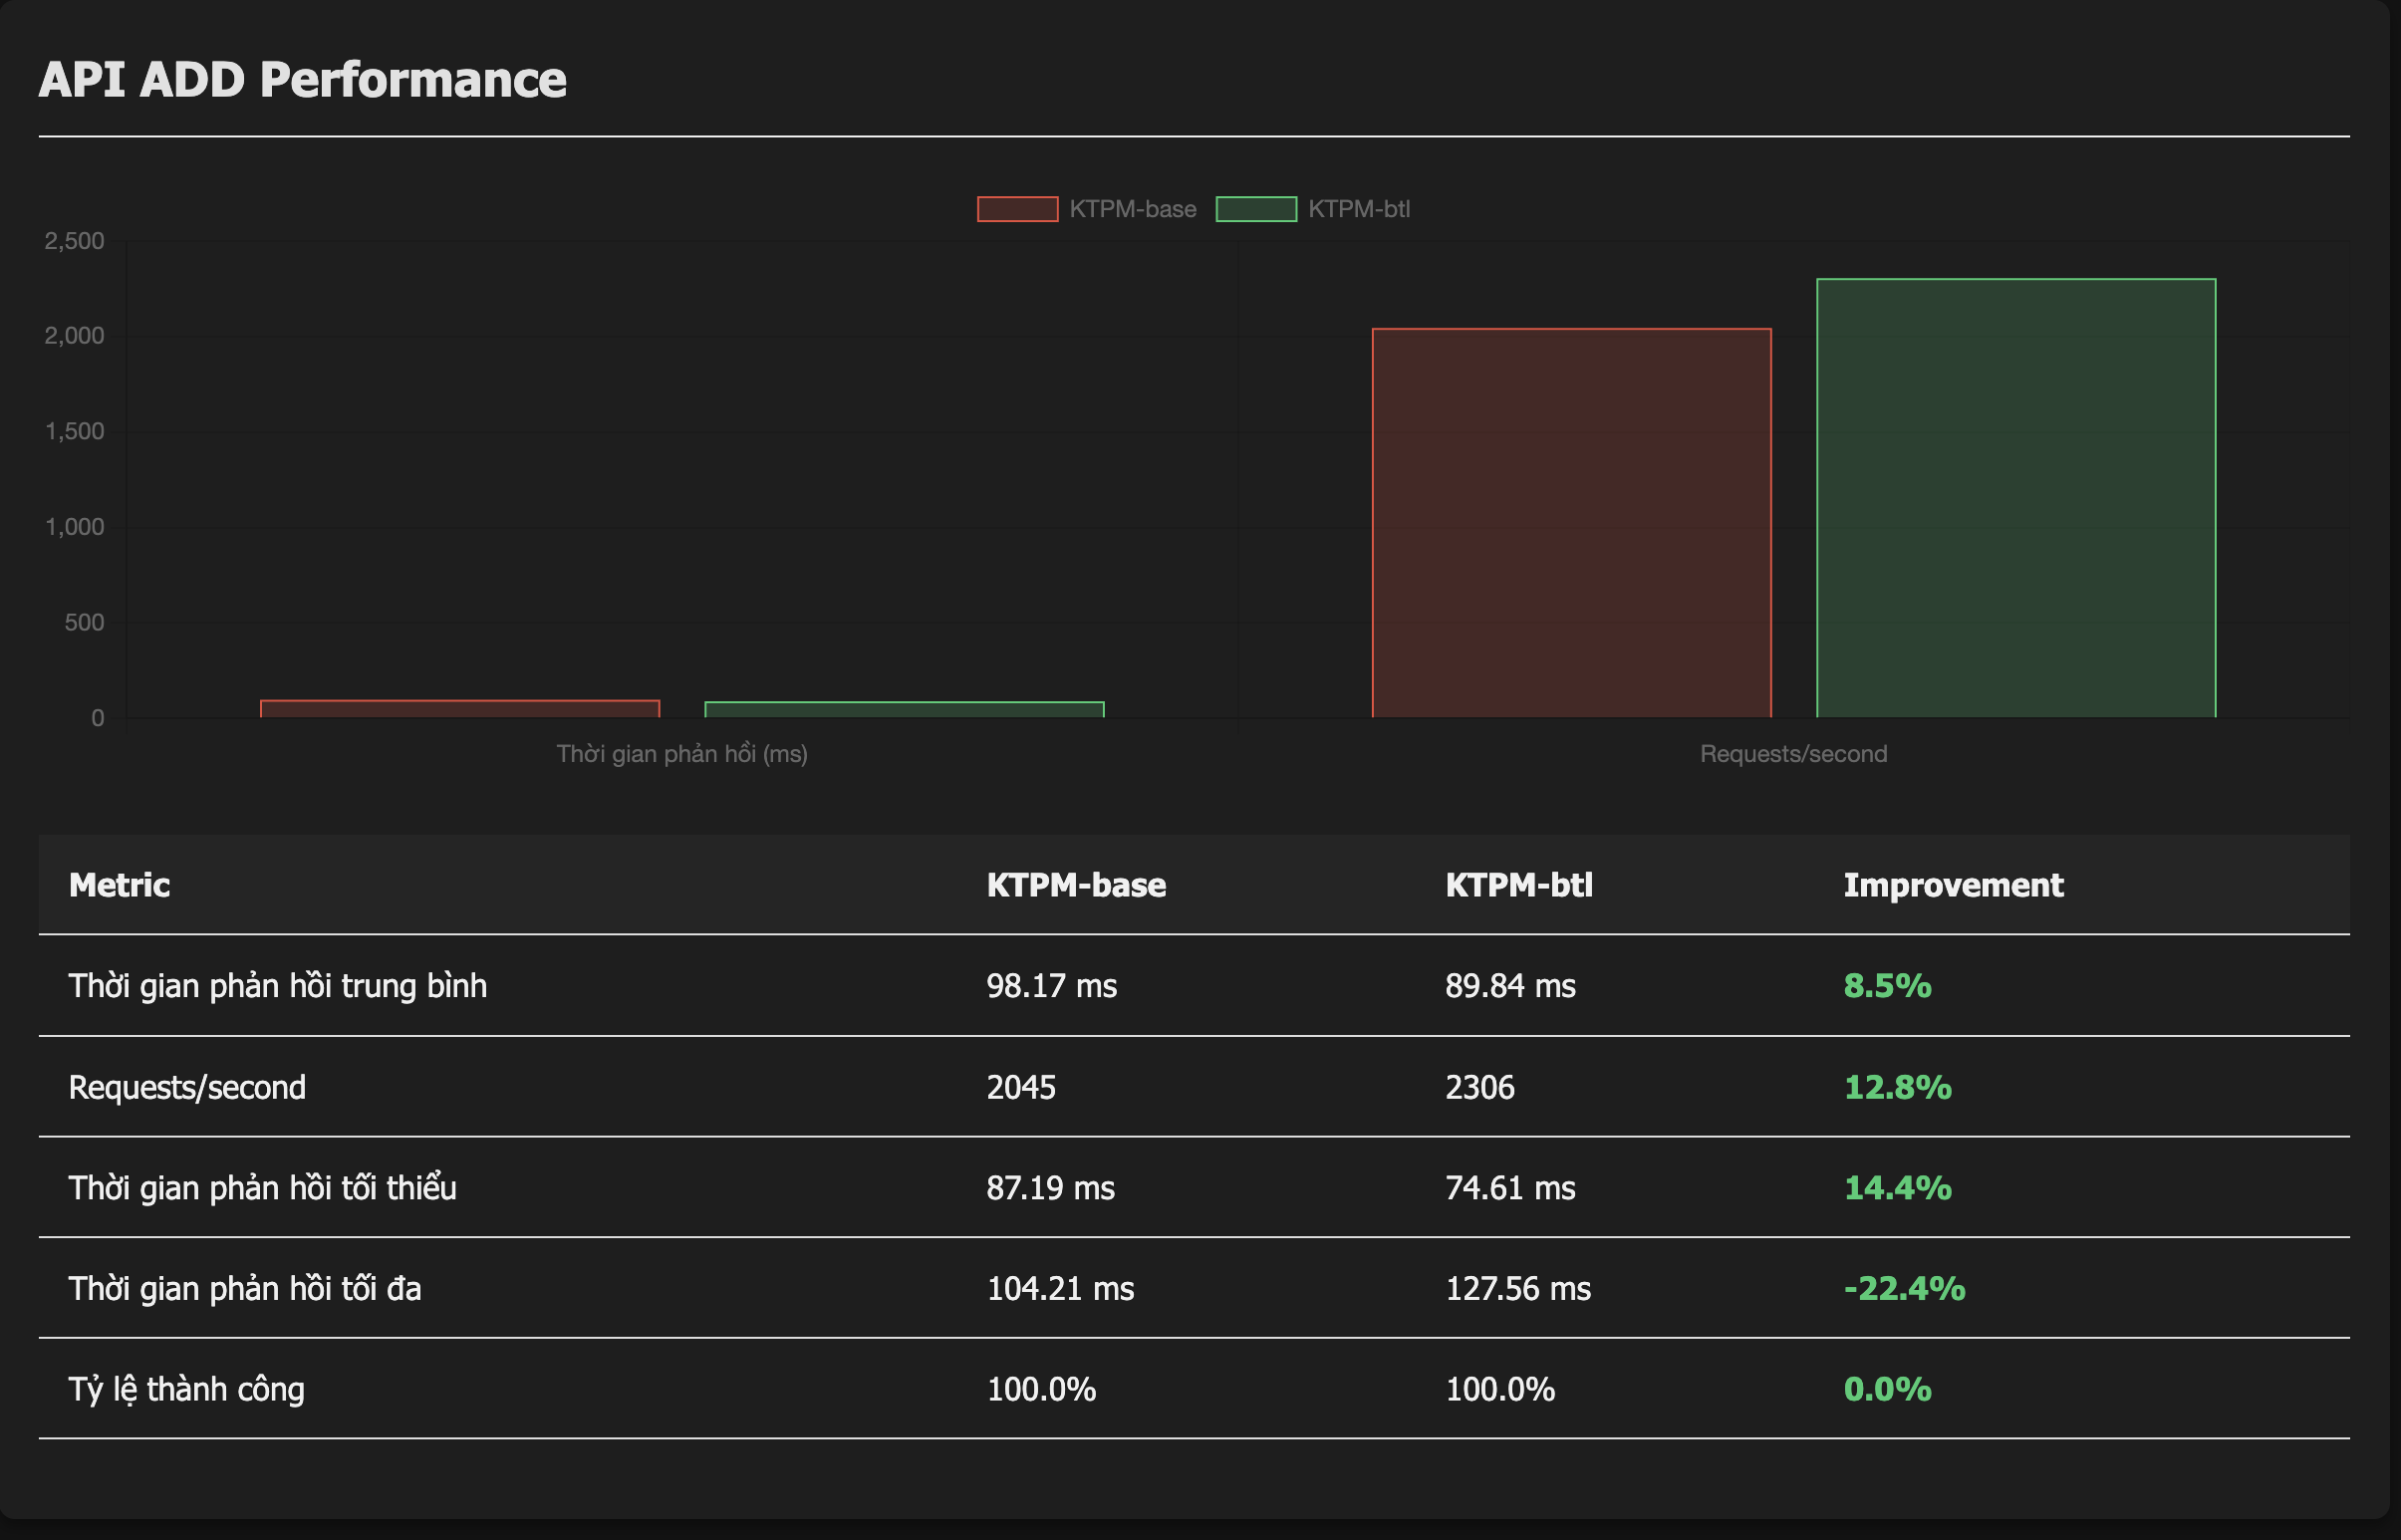 API ADD Performance
KTPM-base KTPM-btl
2,500
2,000
1,500
1,000
500
0
Thời gian phản hồi (ms) Requests/second
Metric KTPM-base KTPM-btl Improvement
Thời gian phản hồi trung bình 98.17 ms 89.84 ms 8.5%
Requests/second 2045 2306 12.8%
Thời gian phản hồi tối thiểu 87.19 ms 74.61 ms 14.4%
Thời gian phản hồi tối đa 104.21 ms 127.56 ms -22.4%
Tỷ lệ thành công 100.0% 100.0% 0.0%